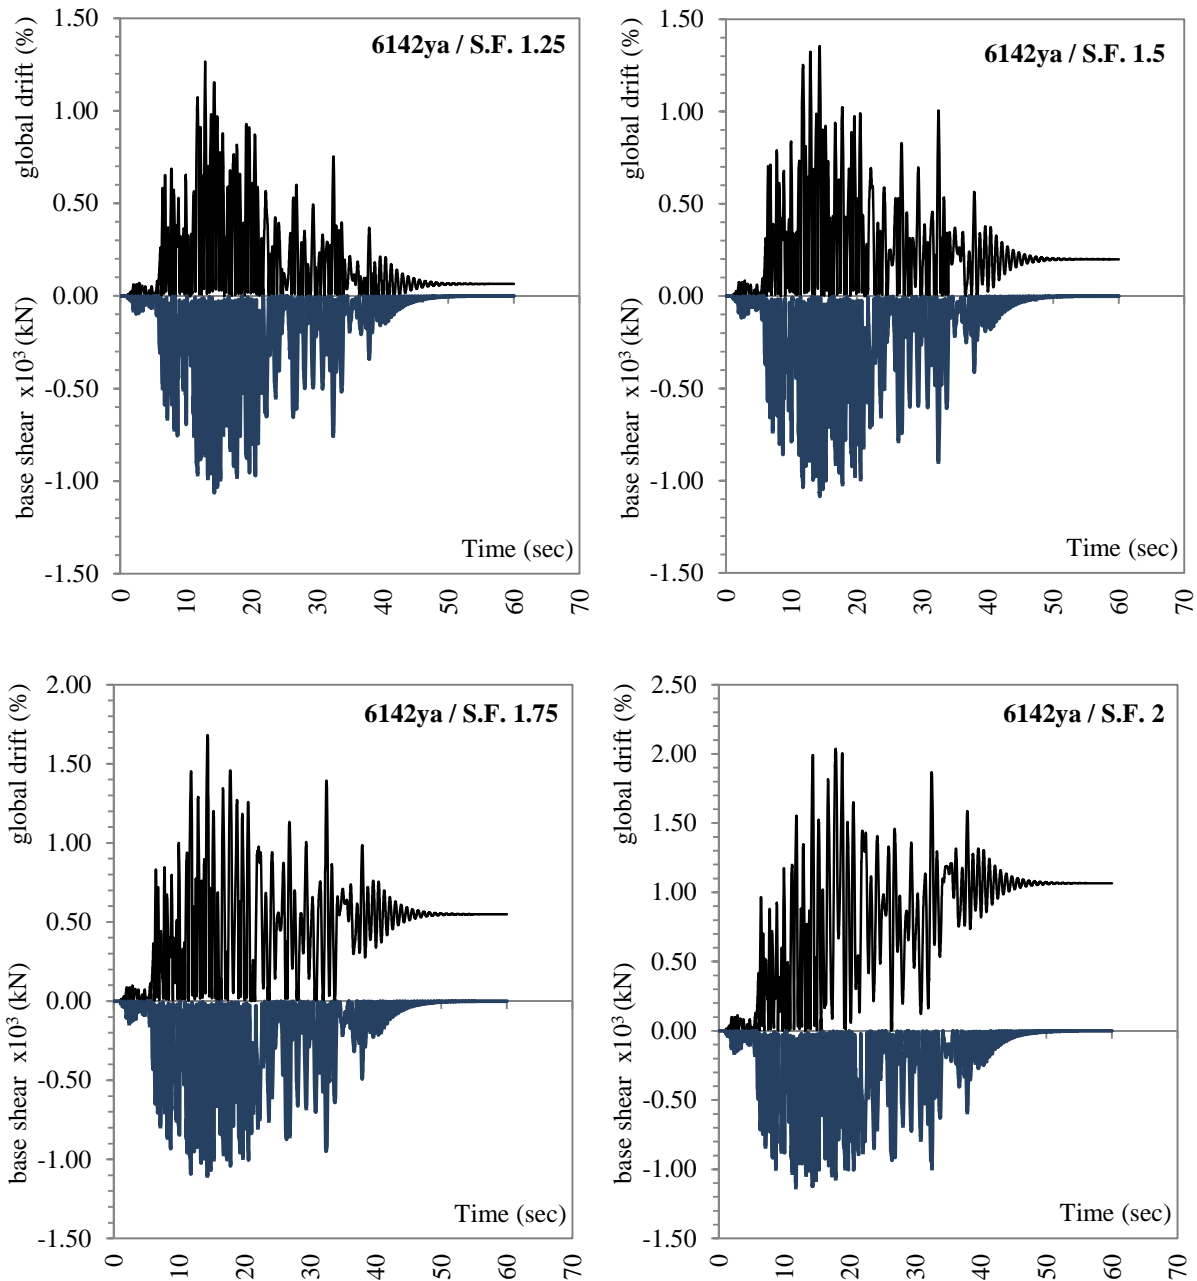 6142ya / S.F. 1.25
global drift (%)
base shear x10³ (kN)
1.50
1.00
0.50
0.00
-0.50
-1.00
-1.50
Time (sec)
0 10 20 30 40 50 60 70
6142ya / S.F. 1.5
global drift (%)
base shear x10³ (kN)
1.50
1.00
0.50
0.00
-0.50
-1.00
-1.50
Time (sec)
0 10 20 30 40 50 60 70
6142ya / S.F. 1.75
global drift (%)
base shear x10³ (kN)
2.00
1.50
1.00
0.50
0.00
-0.50
-1.00
-1.50
Time (sec)
0 10 20 30 40 50 60 70
6142ya / S.F. 2
global drift (%)
base shear x10³ (kN)
2.50
2.00
1.50
1.00
0.50
0.00
-0.50
-1.00
-1.50
Time (sec)
0 10 20 30 40 50 60 70